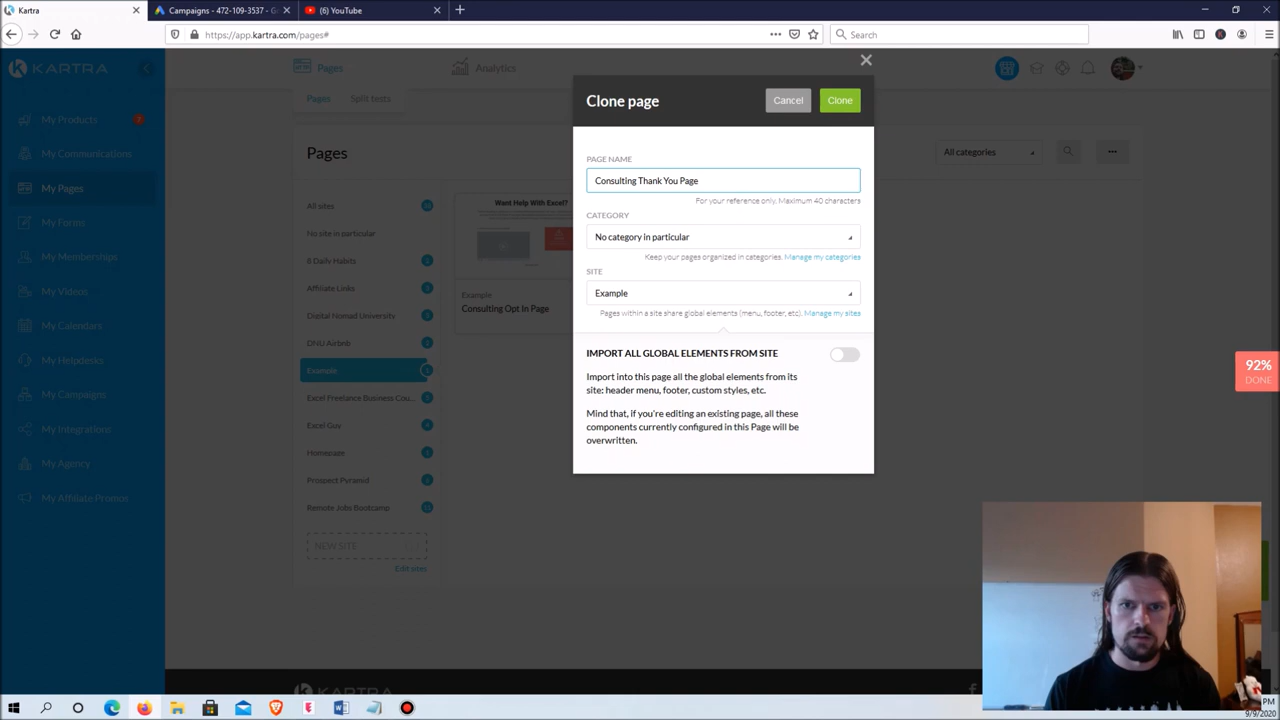 Kartra
Campaigns - 472-109-3537 - G
(6) YouTube
https://app.kartra.com/pages#
Search
KARTRA
Pages
Analytics
Pages
Split tests
My Products
My Communications
My Pages
My Forms
My Memberships
My Videos
My Calendars
My Helpdesks
My Campaigns
My Integrations
My Agency
My Affiliate Promos
Pages
All categories
All sites
No site in particular
8 Daily Habits
Affiliate Links
Digital Nomad University
DNU Airbnb
Example
Excel Freelance Business Cou...
Excel Guy
Homepage
Prospect Pyramid
Remote Jobs Bootcamp
NEW SITE
Edit sites
Want Help With Excel?
Example
Consulting Opt In Page
Clone page
Cancel
Clone
PAGE NAME
Consulting Thank You Page
For your reference only. Maximum 40 characters
CATEGORY
No category in particular
Keep your pages organized in categories. Manage my categories
SITE
Example
Pages within a site share global elements (menu, footer, etc). Manage my sites
IMPORT ALL GLOBAL ELEMENTS FROM SITE
Import into this page all the global elements from its
site: header menu, footer, custom styles, etc.
Mind that, if you're editing an existing page, all these
components currently configured in this Page will be
overwritten.
92%
DONE
KARTRA
PM
9/9/2020